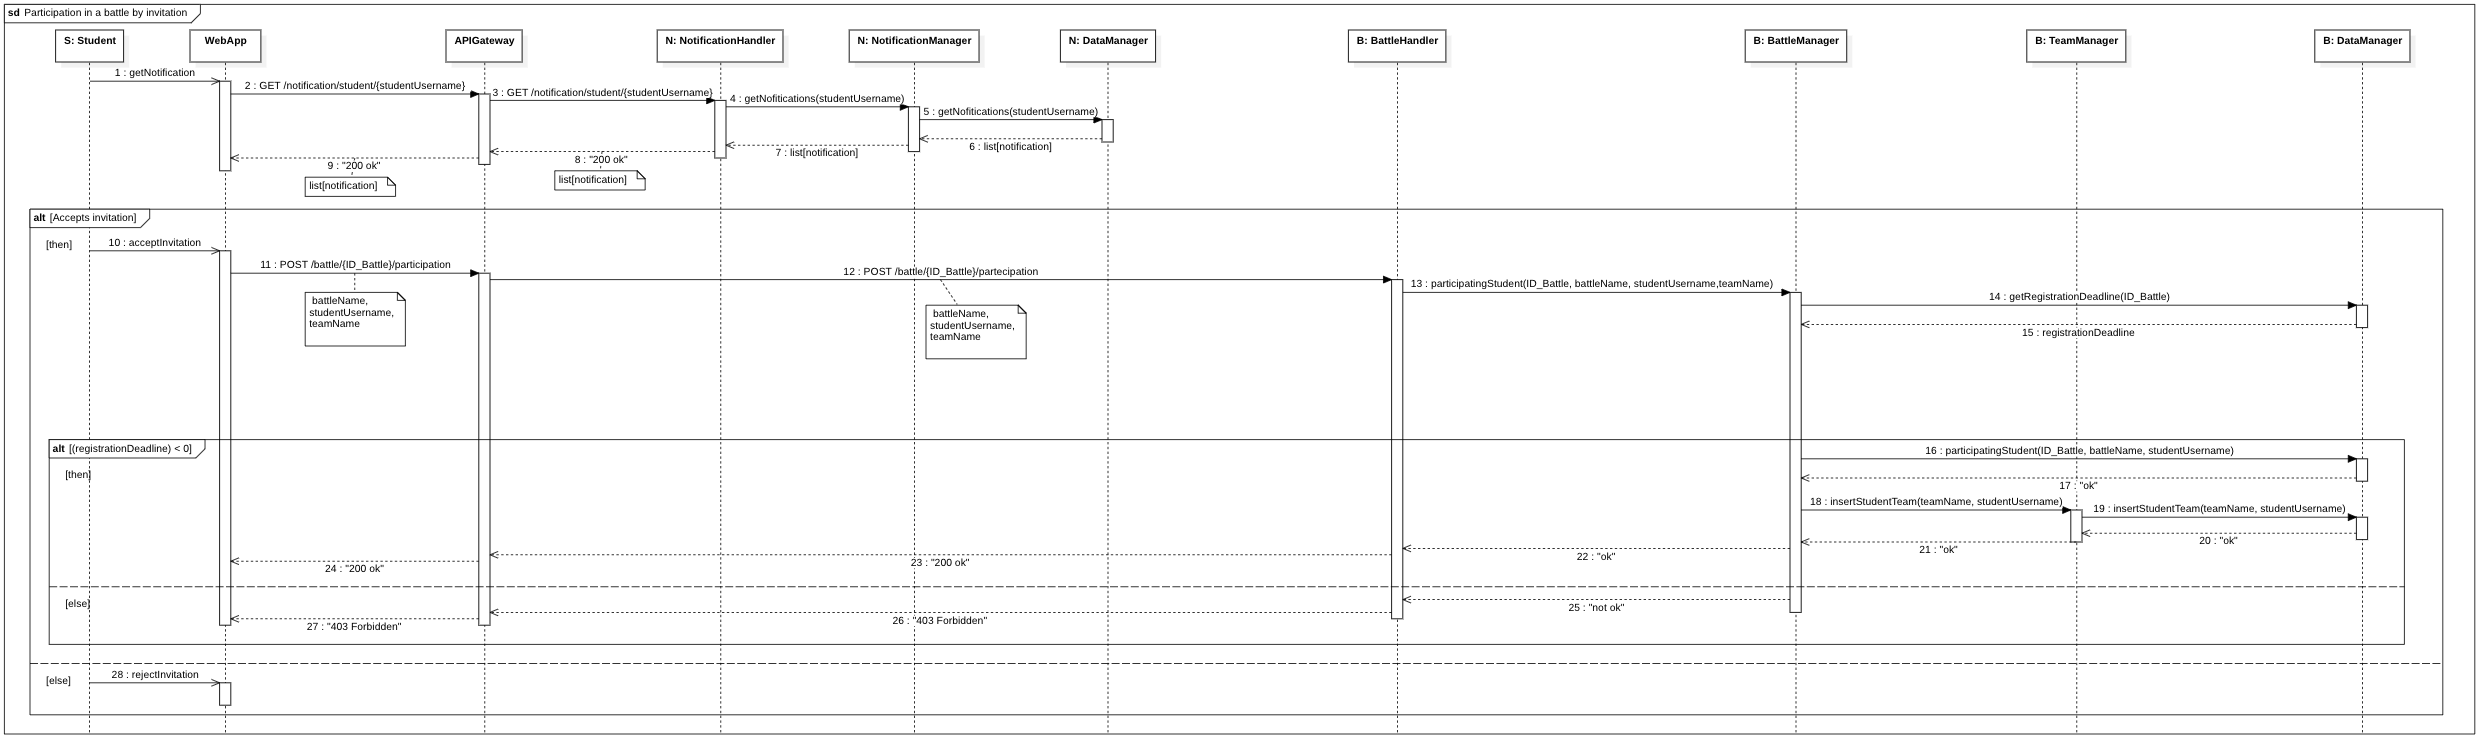 sd Participation in a battle by invitation
S: Student
WebApp
APIGateway
N: NotificationHandler
N: NotificationManager
N: DataManager
B: BattleHandler
B: BattleManager
B: TeamManager
B: DataManager
1 : getNotification
2 : GET /notification/student/{studentUsername}
3 : GET /notification/student/{studentUsername}
4 : getNofitications(studentUsername)
5 : getNofitications(studentUsername)
6 : list[notification]
7 : list[notification]
8 : "200 ok"
list[notification]
9 : "200 ok"
list[notification]
alt [Accepts invitation]
[then]
10 : acceptInvitation
11 : POST /battle/{ID_Battle}/participation
battleName,
studentUsername,
teamName
12 : POST /battle/{ID_Battle}/partecipation
battleName,
studentUsername,
teamName
13 : participatingStudent(ID_Battle, battleName, studentUsername,teamName)
14 : getRegistrationDeadline(ID_Battle)
15 : registrationDeadline
alt [(registrationDeadline) < 0]
[then]
16 : participatingStudent(ID_Battle, battleName, studentUsername)
17 : "ok"
18 : insertStudentTeam(teamName, studentUsername)
19 : insertStudentTeam(teamName, studentUsername)
20 : "ok"
21 : "ok"
22 : "ok"
23 : "200 ok"
24 : "200 ok"
[else]
25 : "not ok"
26 : "403 Forbidden"
27 : "403 Forbidden"
[else]
28 : rejectInvitation